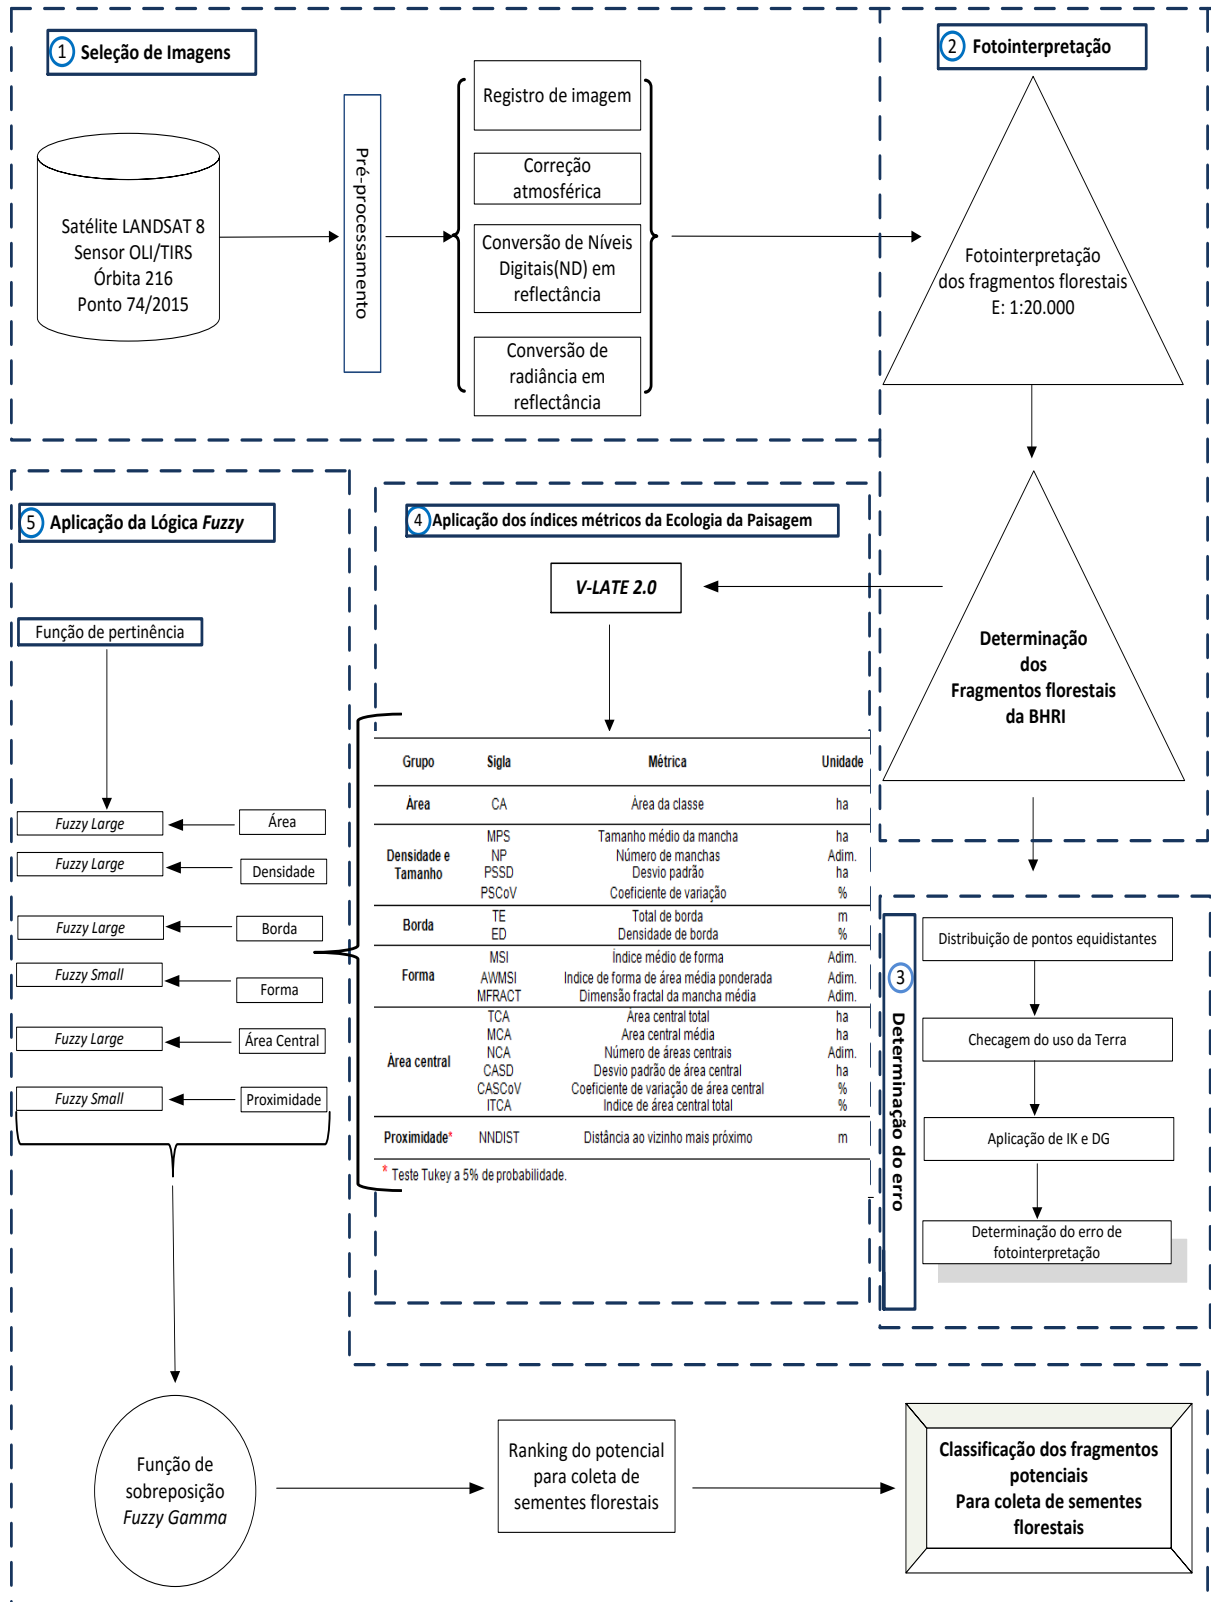 1 Seleção de Imagens
Satélite LANDSAT 8
Sensor OLI/TIRS
Órbita 216
Ponto 74/2015
Pré-processamento
Registro de imagem
Correção
atmosférica
Conversão de Níveis
Digitais(ND) em
reflectância
Conversão de
radiância em
reflectância
2 Fotointerpretação
Fotointerpretação
dos fragmentos florestais
E: 1:20.000
Determinação
dos
Fragmentos florestais
da BHRI
3
Determinação do erro
Distribuição de pontos equidistantes
Checagem do uso da Terra
Aplicação de IK e DG
Determinação do erro de
fotointerpretação
4 Aplicação dos índices métricos da Ecologia da Paisagem
V-LATE 2.0
Grupo Sigla Métrica Unidade
Área CA Área da classe ha
Densidade e Tamanho MPS Tamanho médio da mancha ha
NP Número de manchas Adim.
PSSD Desvio padrão ha
PSCoV Coeficiente de variação %
Borda TE Total de borda m
ED Densidade de borda %
Forma MSI Índice médio de forma Adim.
AWMSI Indice de forma de área média ponderada Adim.
MFRACT Dimensão fractal da mancha média Adim.
Área central TCA Área central total ha
MCA Area central média ha
NCA Número de áreas centrais Adim.
CASD Desvio padrão de área central ha
CASCoV Coeficiente de variação de área central %
ITCA Indice de área central total %
Proximidade* NNDIST Distância ao vizinho mais próximo m
* Teste Tukey a 5% de probabilidade.
5 Aplicação da Lógica Fuzzy
Função de pertinência
Fuzzy Large Área
Fuzzy Large Densidade
Fuzzy Large Borda
Fuzzy Small Forma
Fuzzy Large Área Central
Fuzzy Small Proximidade
Função de
sobreposição
Fuzzy Gamma
Ranking do potencial
para coleta de
sementes florestais
Classificação dos fragmentos
potenciais
Para coleta de sementes
florestais